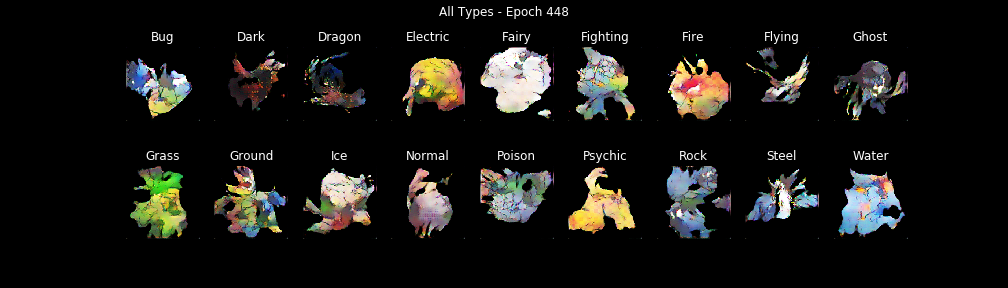 All Types - Epoch 448
Bug Dark Dragon Electric Fairy Fighting Fire Flying Ghost
Grass Ground Ice Normal Poison Psychic Rock Steel Water